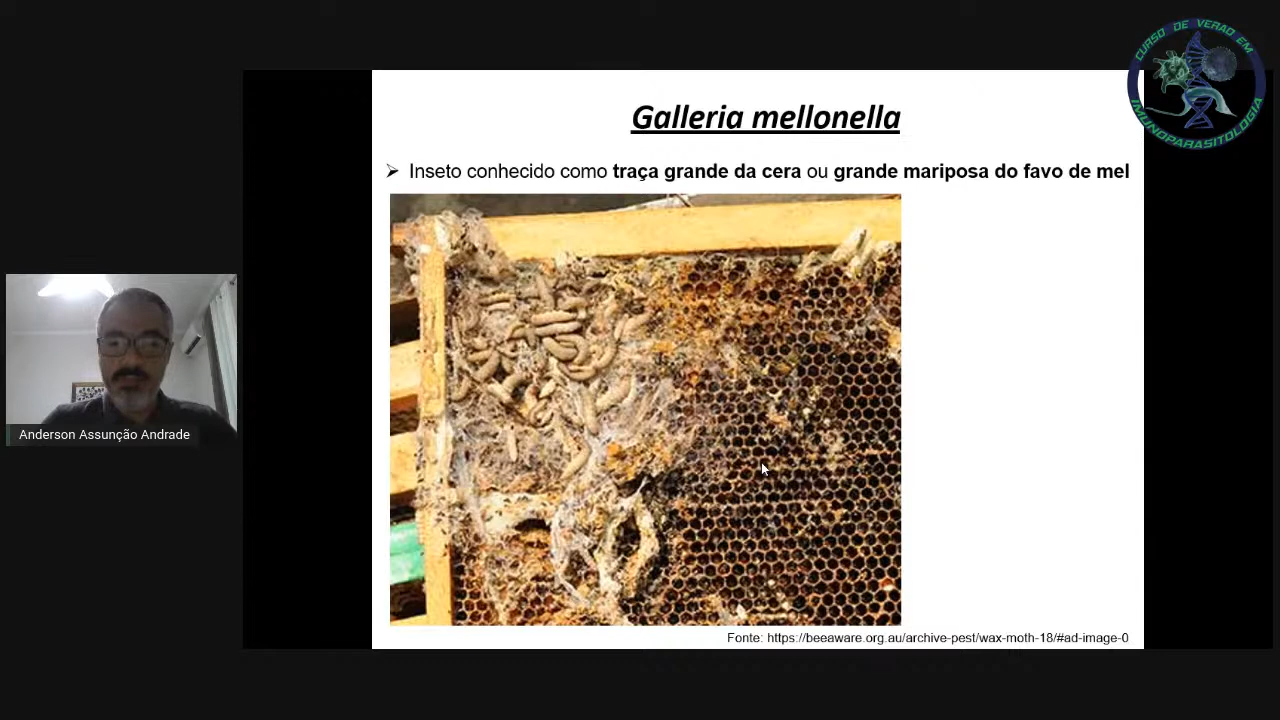 CURSO DE VERÃO EM
IMUNOPARASITOLOGIA
Galleria mellonella
➢ Inseto conhecido como traça grande da cera ou grande mariposa do favo de mel
Anderson Assunção Andrade
Fonte: https://beeaware.org.au/archive-pest/wax-moth-18/#ad-image-0